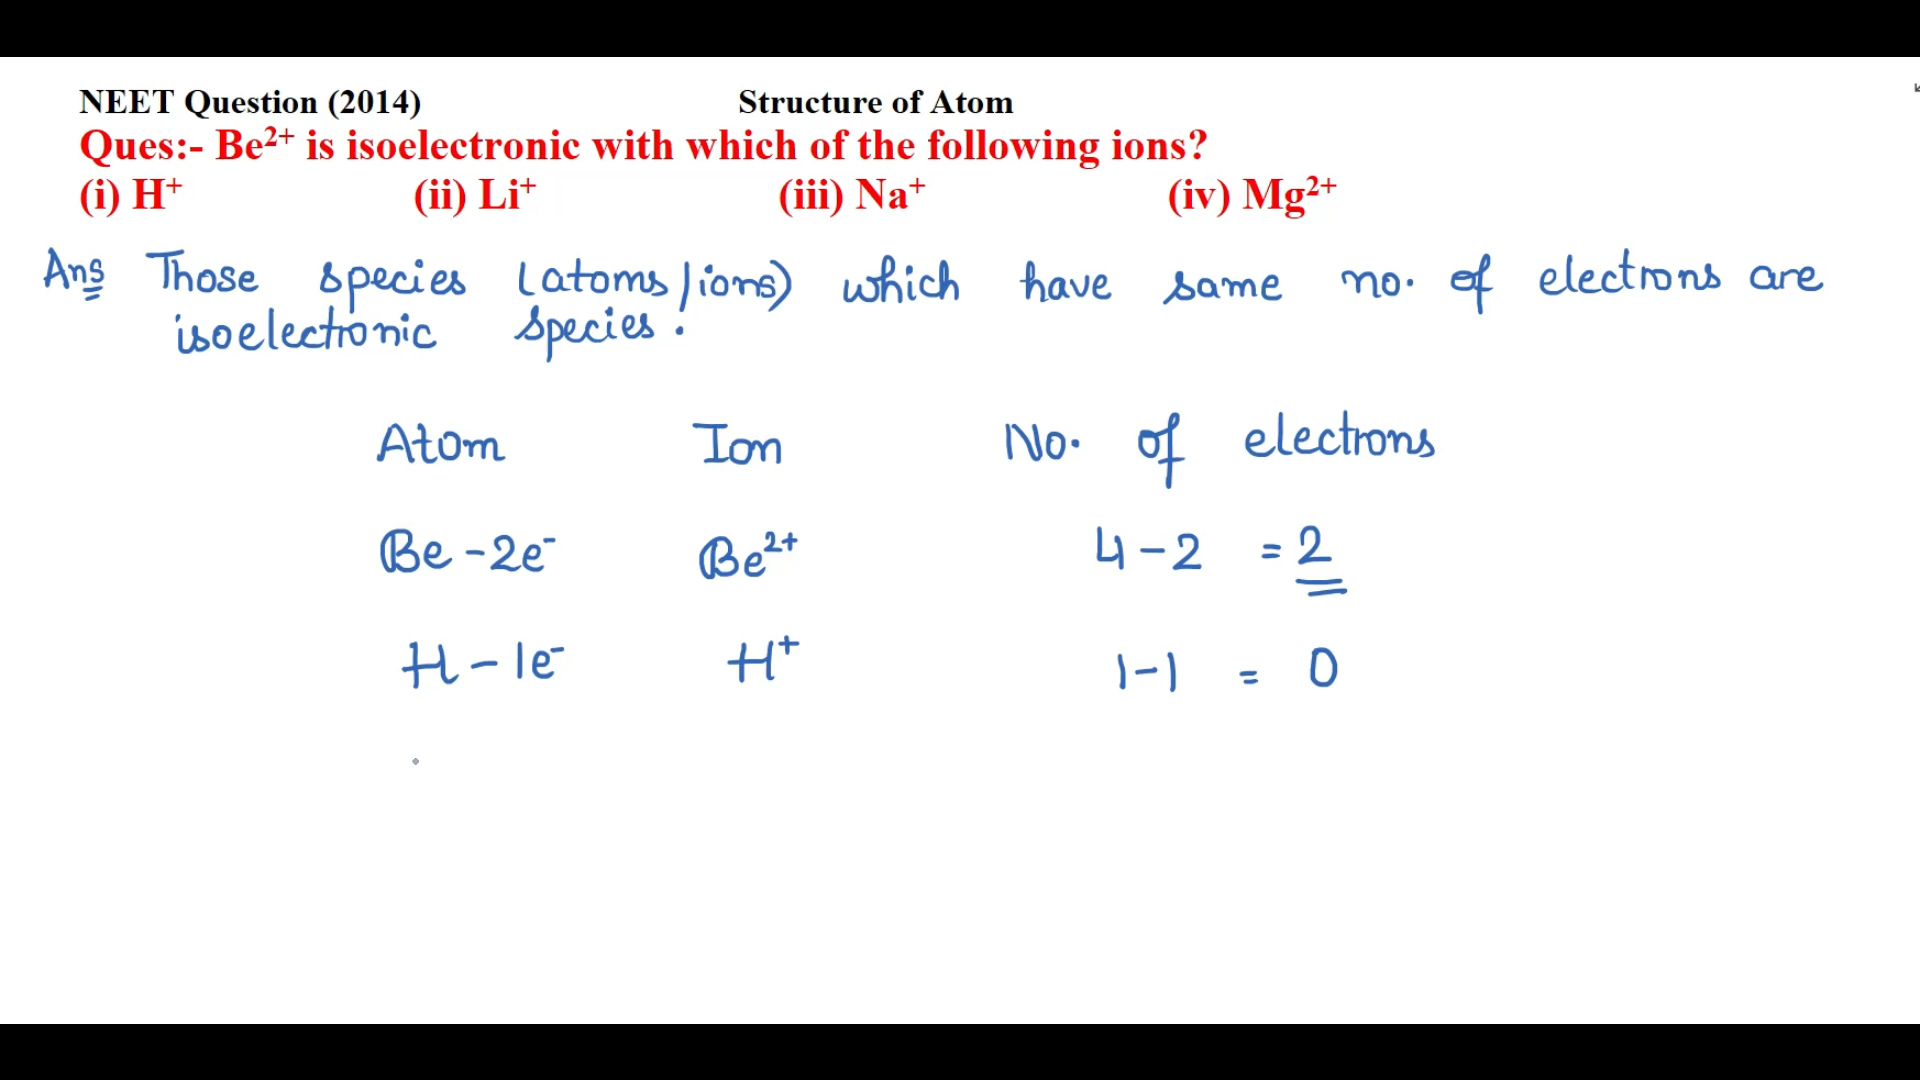 NEET Question (2014) Structure of Atom
Ques:- Be²⁺ is isoelectronic with which of the following ions?
(i) H⁺ (ii) Li⁺ (iii) Na⁺ (iv) Mg²⁺
Ans Those species (atoms/ions) which have same no. of electrons are
isoelectronic species.
Atom Ion No. of electrons
Be -2e⁻ Be²⁺ 4-2 = 2
H - 1e⁻ H⁺ 1-1 = 0